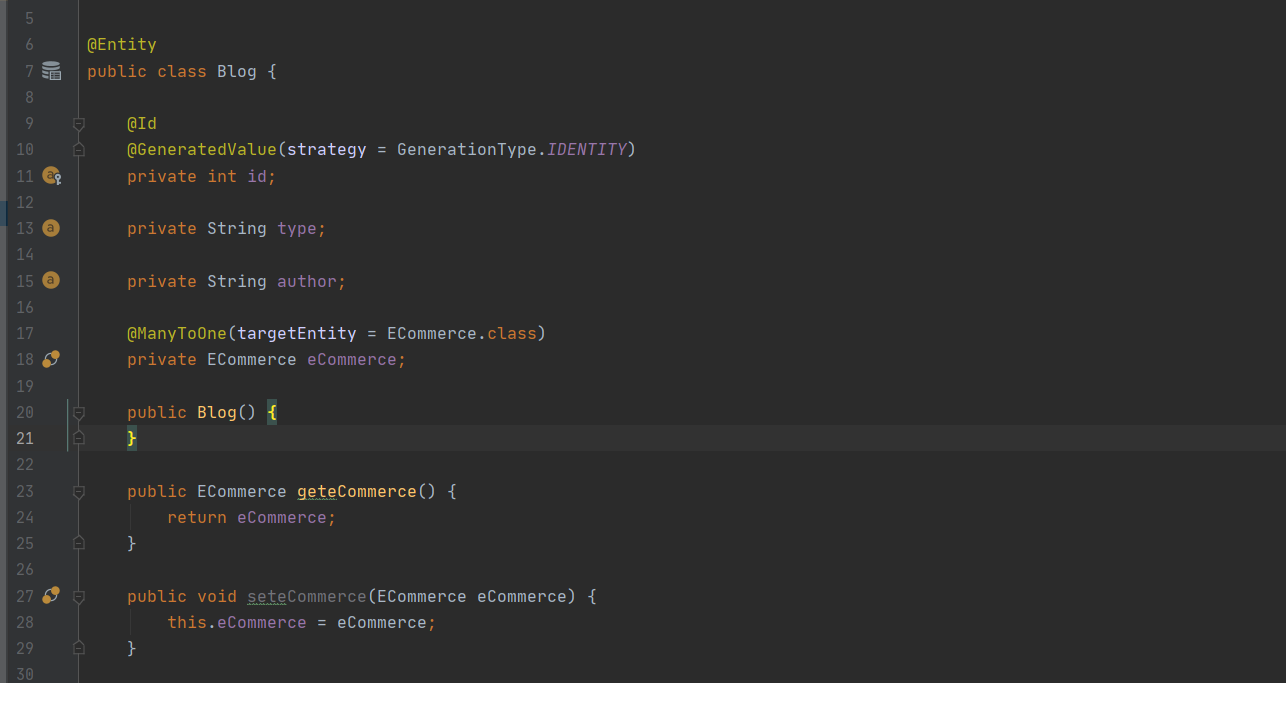 5
6 @Entity
7 public class Blog {
8
9     @Id
10     @GeneratedValue(strategy = GenerationType.IDENTITY)
11     private int id;
12
13     private String type;
14
15     private String author;
16
17     @ManyToOne(targetEntity = ECommerce.class)
18     private ECommerce eCommerce;
19
20     public Blog() {
21     }
22
23     public ECommerce geteCommerce() {
24         return eCommerce;
25     }
26
27     public void seteCommerce(ECommerce eCommerce) {
28         this.eCommerce = eCommerce;
29     }
30